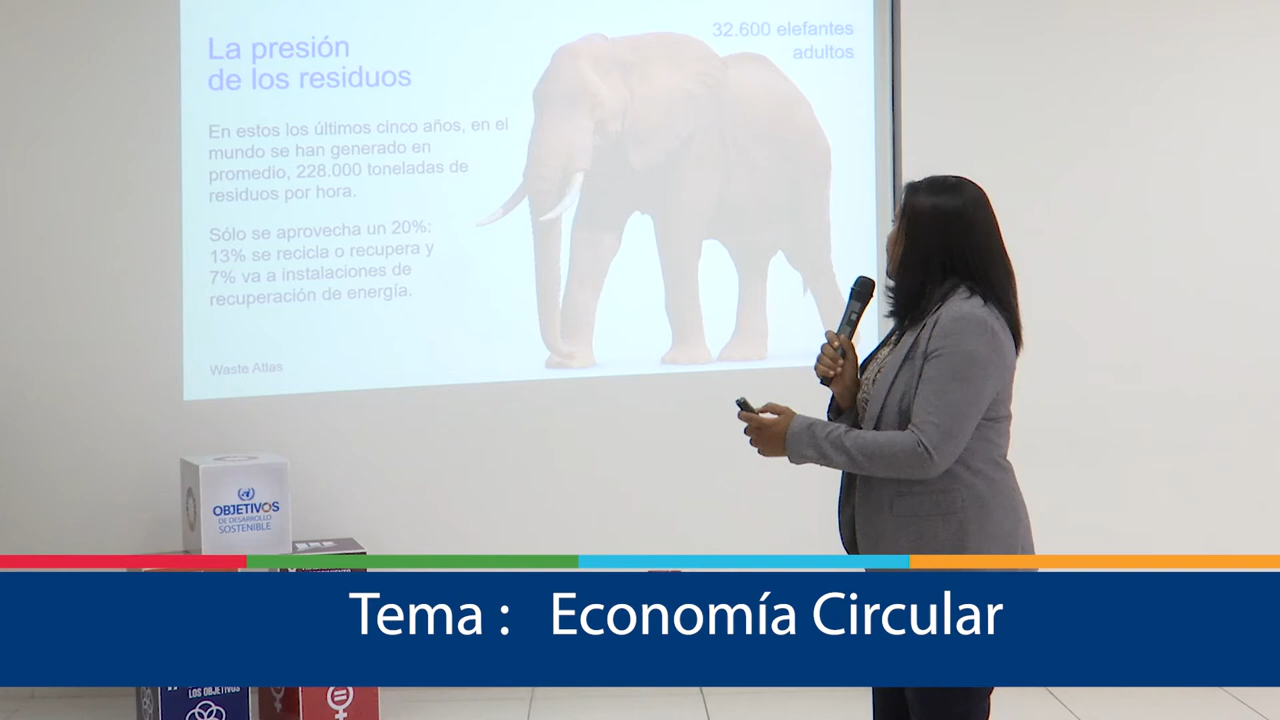 La presión
de los residuos
32.600 elefantes
adultos
En estos los últimos cinco años, en el
mundo se han generado en
promedio, 228.000 toneladas de
residuos por hora.
Sólo se aprovecha un 20%:
13% se recicla o recupera y
7% va a instalaciones de
recuperación de energía.
Waste Atlas
OBJETIVOS
DE DESARROLLO
SOSTENIBLE
Tema : Economía Circular
LOS OBJETIVOS